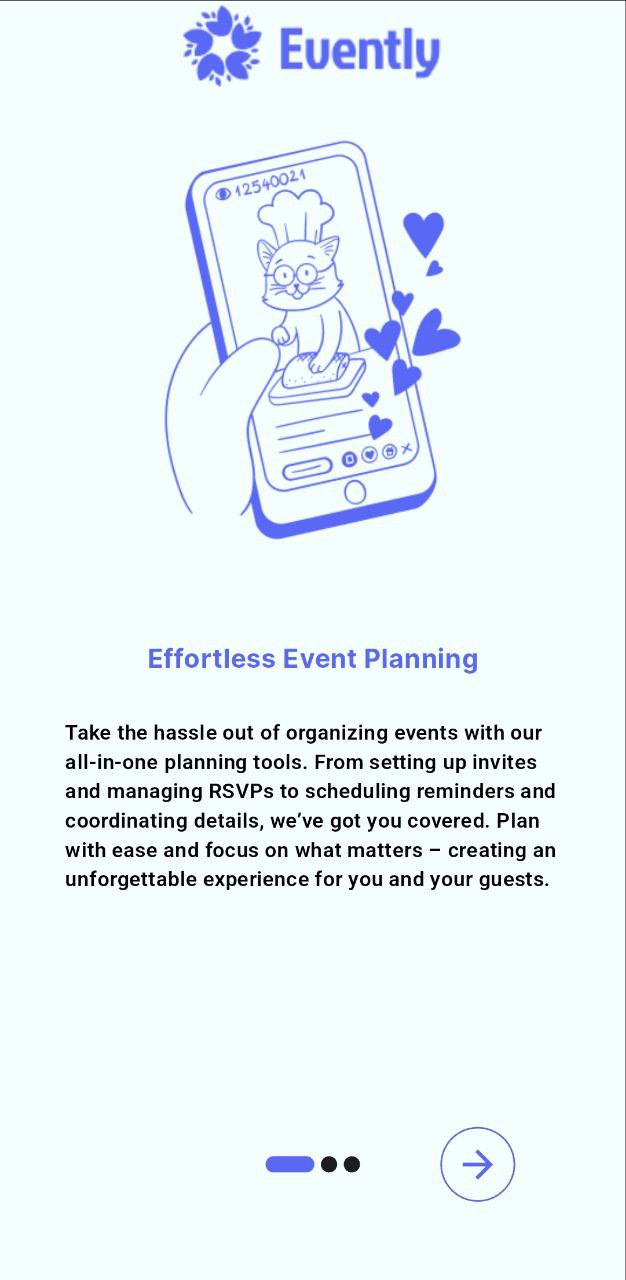 Evently
12540021
Effortless Event Planning
Take the hassle out of organizing events with our
all-in-one planning tools. From setting up invites
and managing RSVPs to scheduling reminders and
coordinating details, we’ve got you covered. Plan
with ease and focus on what matters – creating an
unforgettable experience for you and your guests.